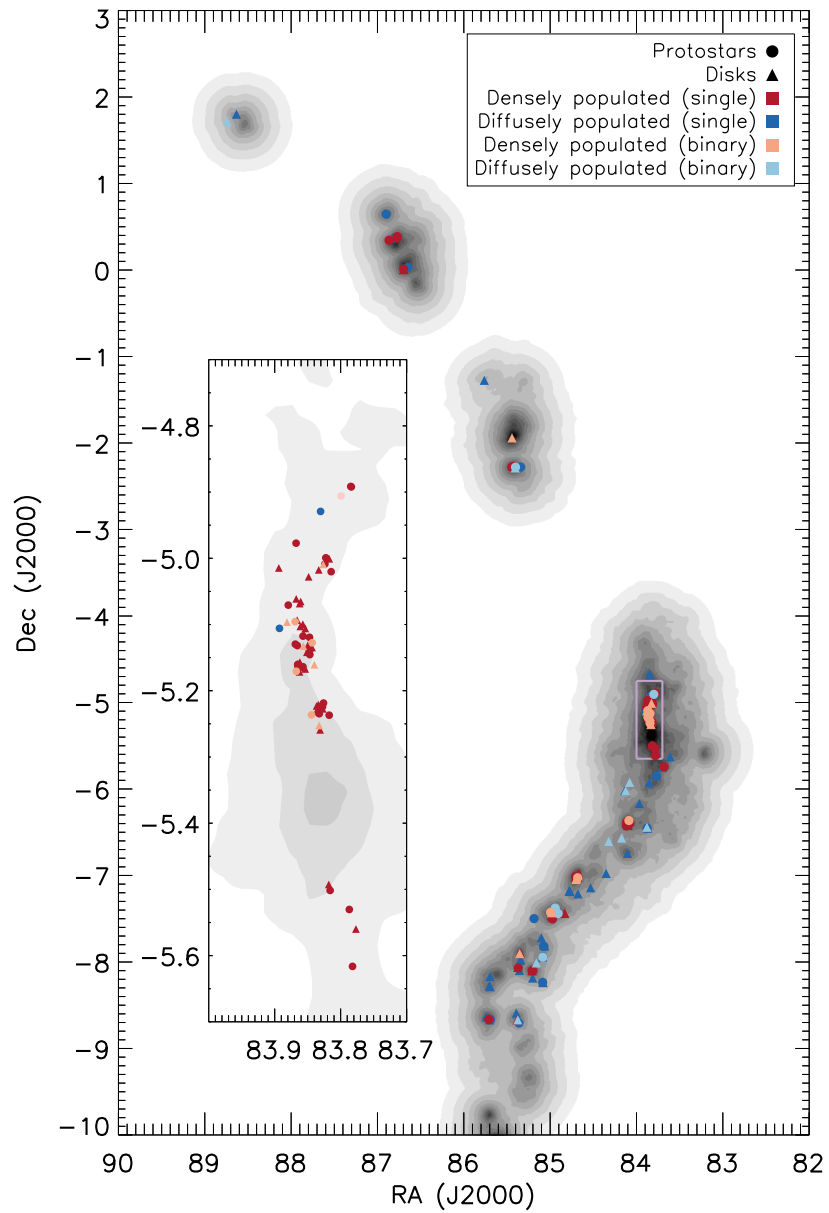 3
2
1
0
−1
−2
−3
−4
−5
−6
−7
−8
−9
−10
Dec (J2000)
Protostars
Disks
Densely populated (single)
Diffusely populated (single)
Densely populated (binary)
Diffusely populated (binary)
−4.8
−5.0
−5.2
−5.4
−5.6
83.9 83.8 83.7
90 89 88 87 86 85 84 83 82
RA (J2000)